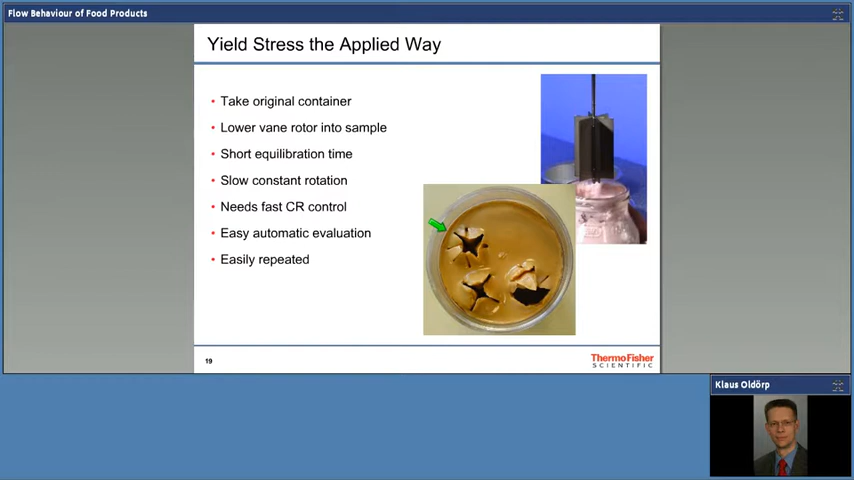 Flow Behaviour of Food Products
Yield Stress the Applied Way
• Take original container
• Lower vane rotor into sample
• Short equilibration time
• Slow constant rotation
• Needs fast CR control
• Easy automatic evaluation
• Easily repeated
19
ThermoFisher
SCIENTIFIC
Klaus Oldörp